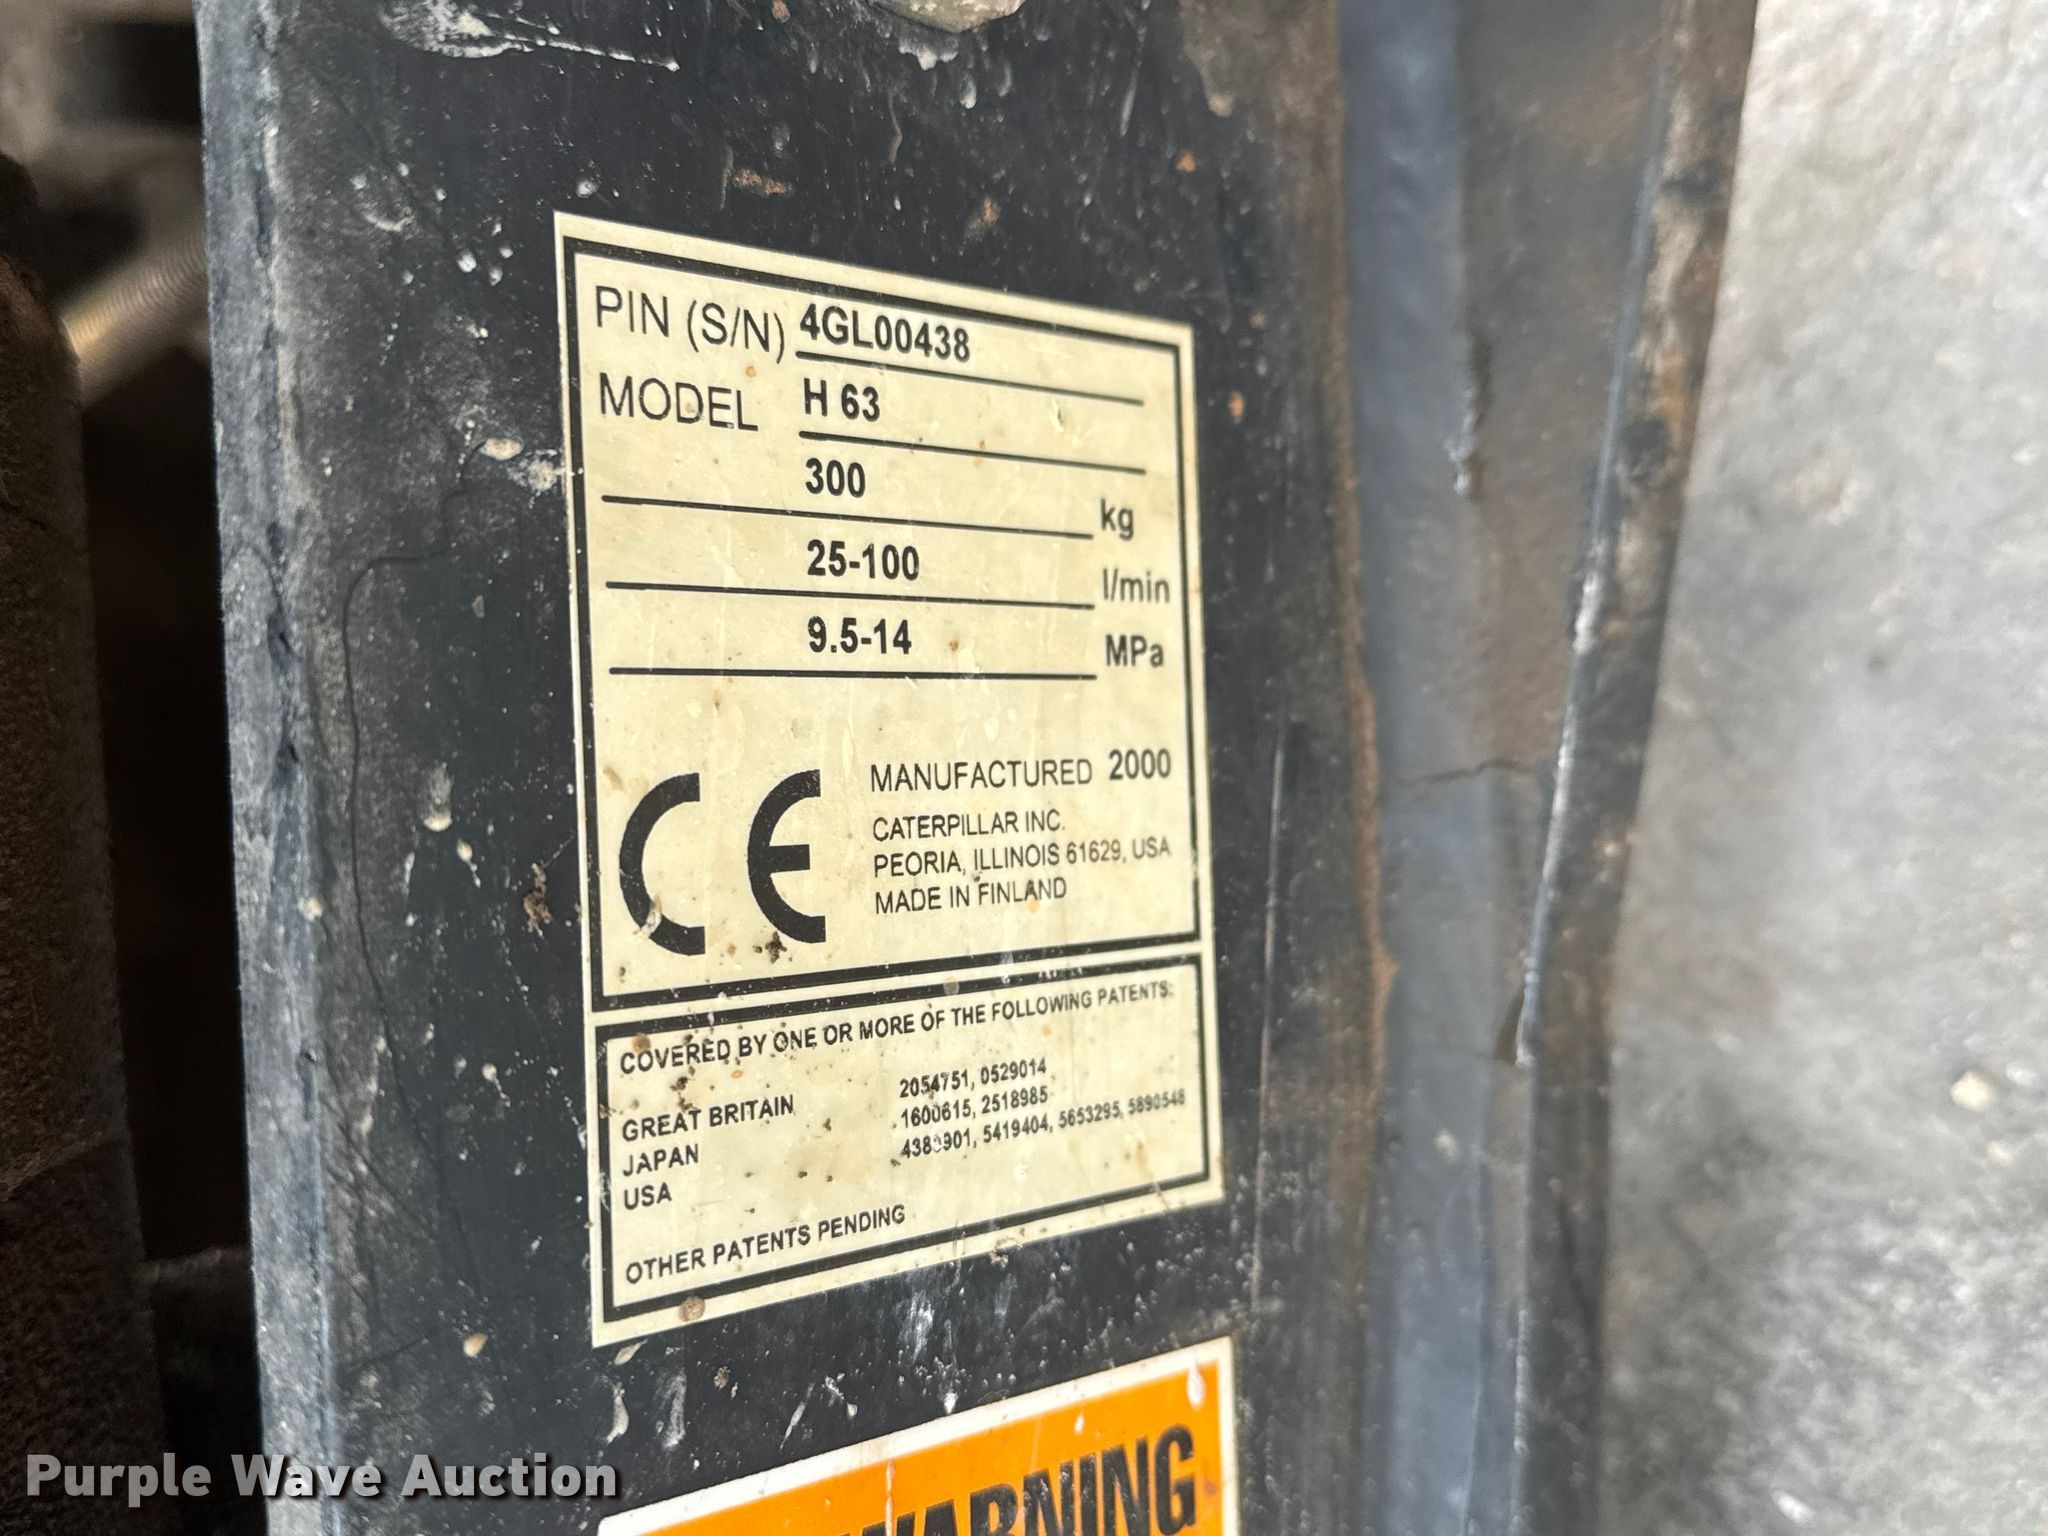 PIN (S/N) 4GL00438
MODEL H 63
300 kg
25-100 l/min
9.5-14 MPa
CE
MANUFACTURED 2000
CATERPILLAR INC.
PEORIA, ILLINOIS 61629, USA
MADE IN FINLAND
COVERED BY ONE OR MORE OF THE FOLLOWING PATENTS:
GREAT BRITAIN 2054751, 0529014
JAPAN 1600615, 2518985
USA 5419404, 5653295, 5890548
OTHER PATENTS PENDING
WARNING
Purple Wave Auction